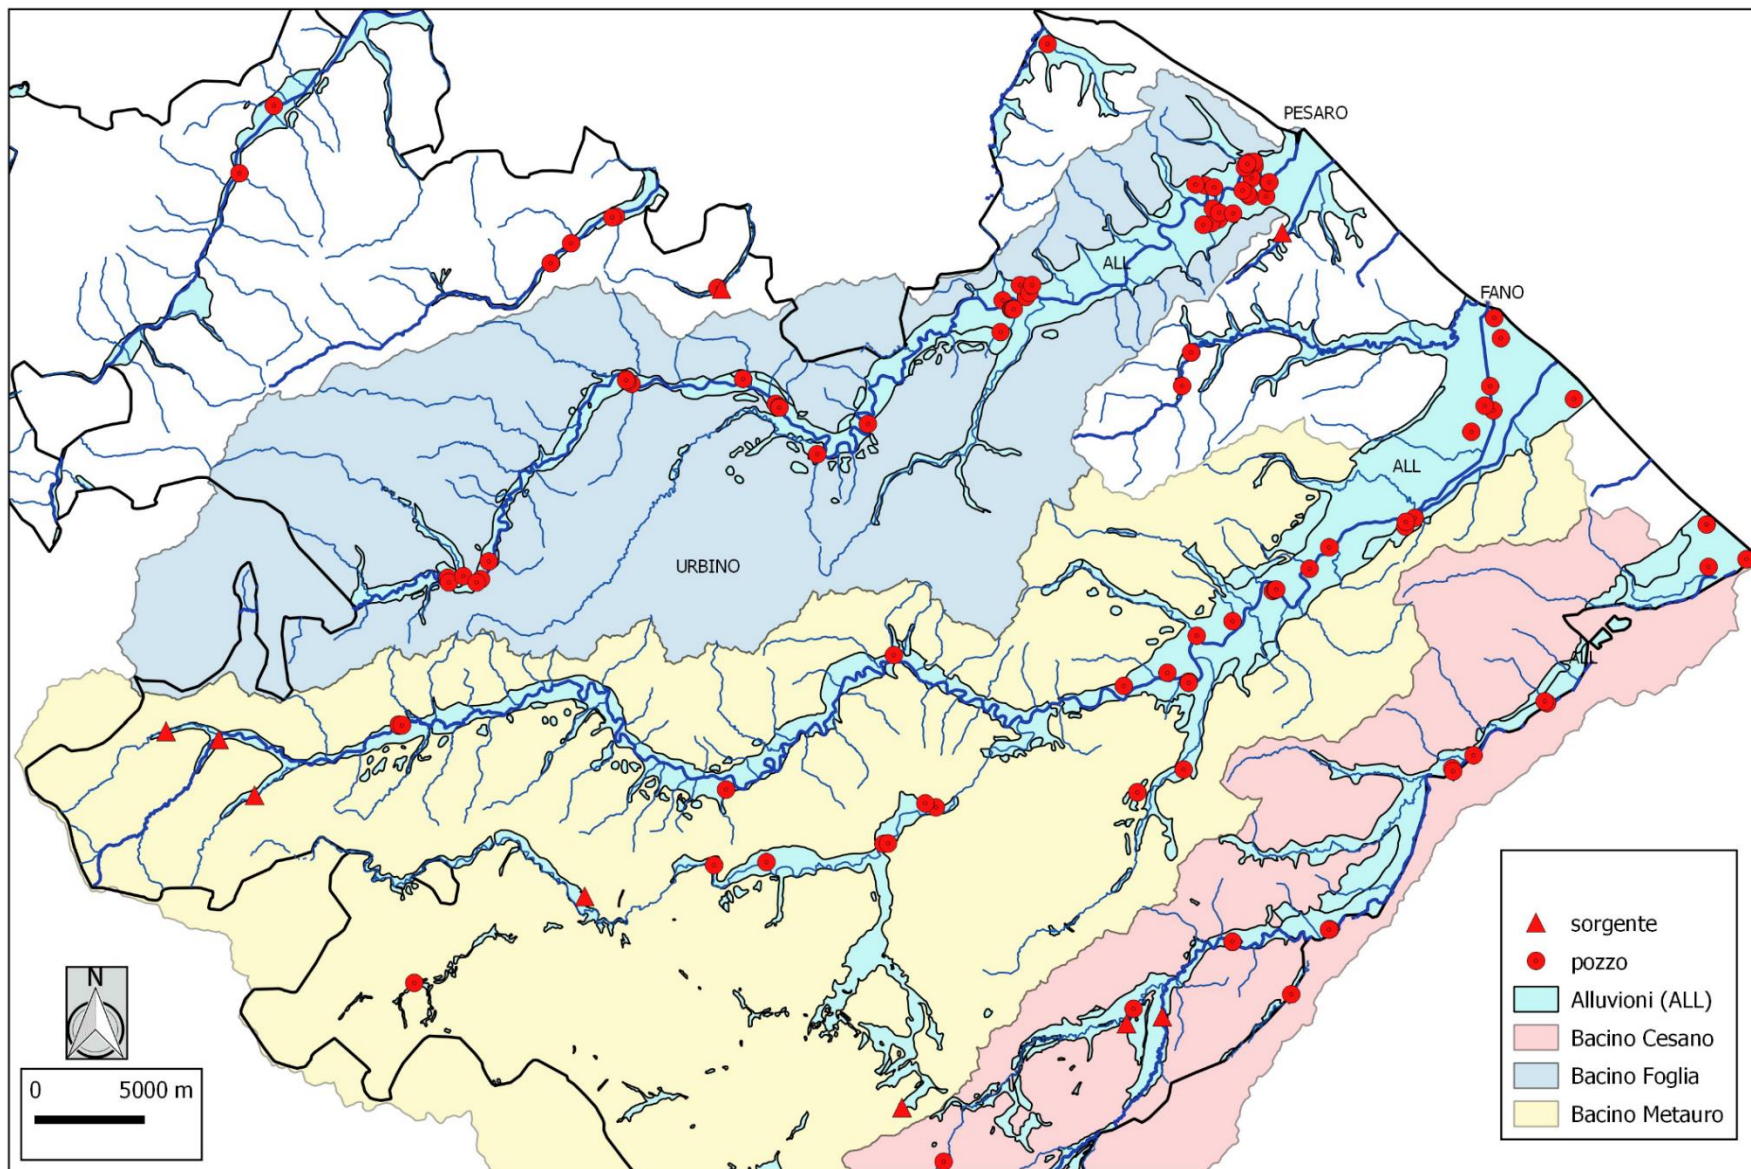 PESARO
ALL
FANO
ALL
URBINO
ALL
sorgente
pozzo
N
Alluvioni (ALL)
Bacino Cesano
0 5000 m
Bacino Foglia
Bacino Metauro